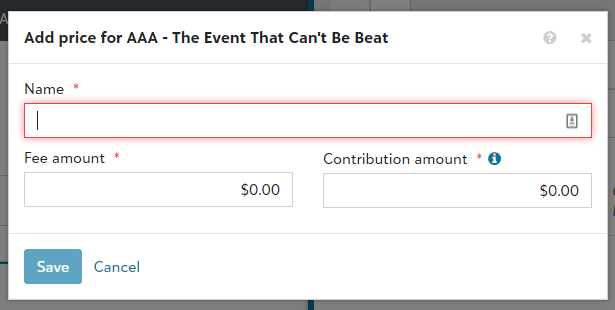 Add price for AAA - The Event That Can't Be Beat
Name *
Fee amount *
Contribution amount *
$0.00
$0.00
Save
Cancel